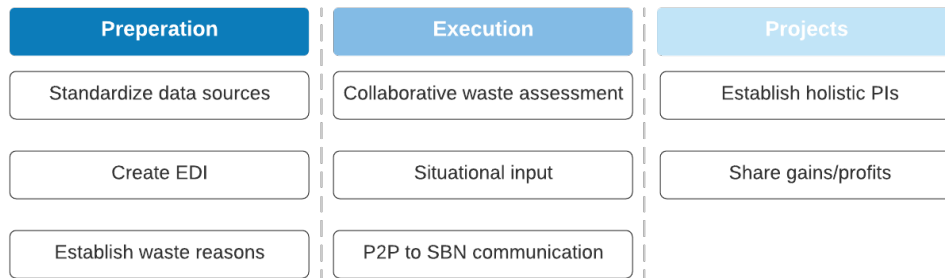 Preperation
Standardize data sources
Create EDI
Establish waste reasons
Execution
Collaborative waste assessment
Situational input
P2P to SBN communication
Projects
Establish holistic PIs
Share gains/profits